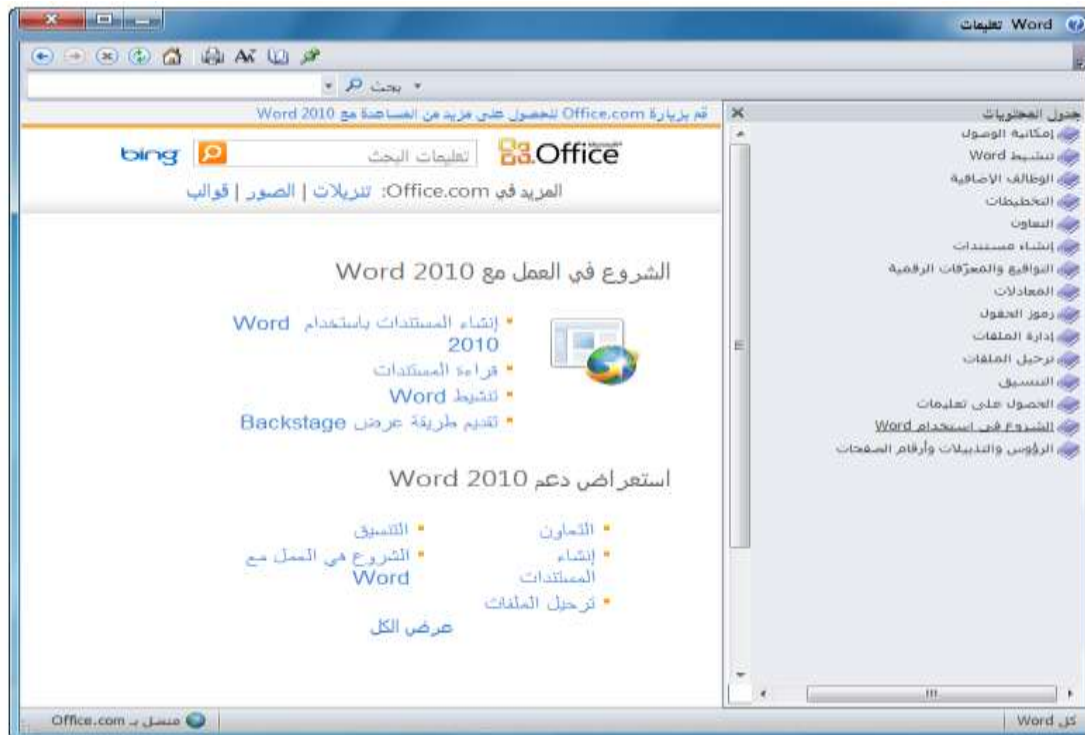 تعليمات Word
بحث
جدول المحتويات
إمكانية الوصول
تنشيط Word
الوظائف الإضافية
التخطيطات
التعاون
إنشاء مستندات
التواقيع والمعرّفات الرقمية
المعادلات
رموز الحقول
إدارة الملفات
ترحيل الملفات
التنسيق
الحصول على تعليمات
الشروع في استخدام Word
الرؤوس والتذييلات وأرقام الصفحات
قم بزيارة Office.com للحصول على مزيد من المساعدة مع Word 2010
Microsoft
Office
تعليمات البحث
bing
المزيد في Office.com: تنزيلات | الصور | قوالب
الشروع في العمل مع Word 2010
إنشاء المستندات باستخدام Word
2010
قراءة المستندات
تنشيط Word
تقديم طريقة عرض Backstage
استعراض دعم Word 2010
التعاون
إنشاء
المستندات
ترحيل الملفات
التنسيق
الشروع في العمل مع
Word
عرض الكل
كل Word
متصل بـ Office.com